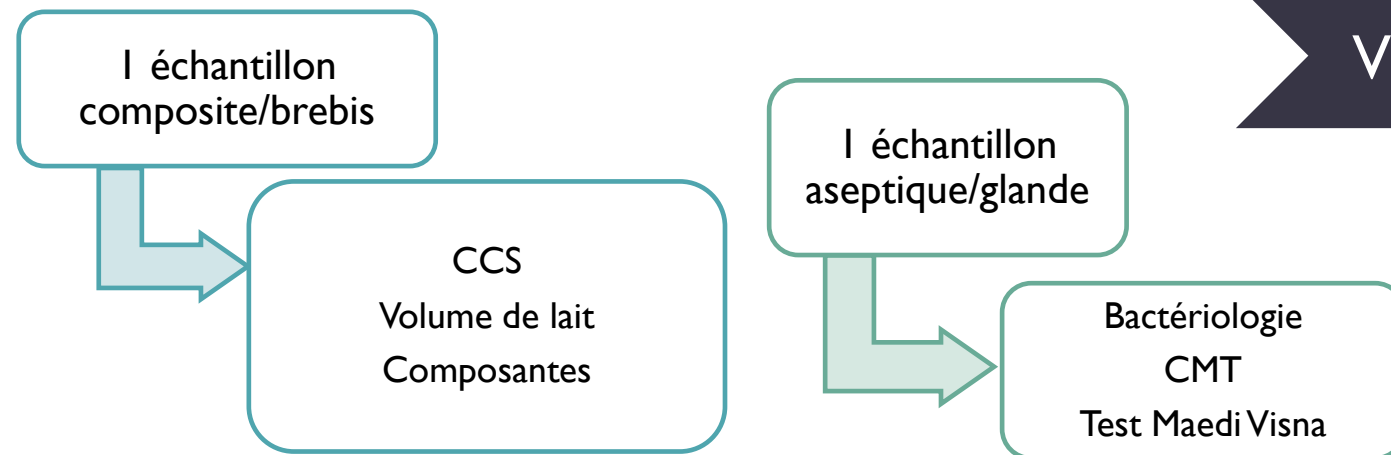 V
1 échantillon
composite/brebis
CCS
Volume de lait
Composantes
1 échantillon
aseptique/glande
Bactériologie
CMT
Test Maedi Visna